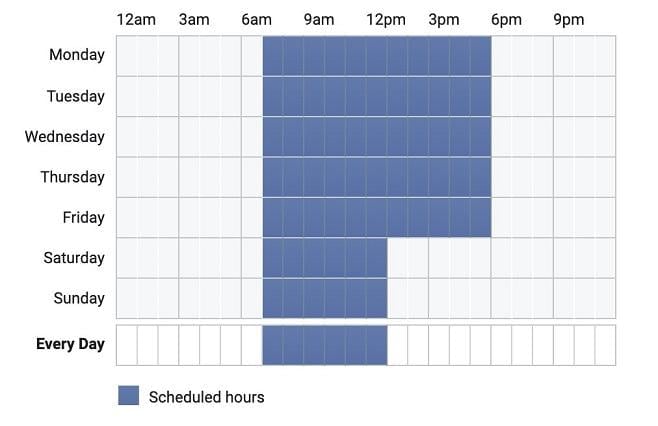 12am 3am 6am 9am 12pm 3pm 6pm 9pm
Monday
Tuesday
Wednesday
Thursday
Friday
Saturday
Sunday
Every Day
Scheduled hours